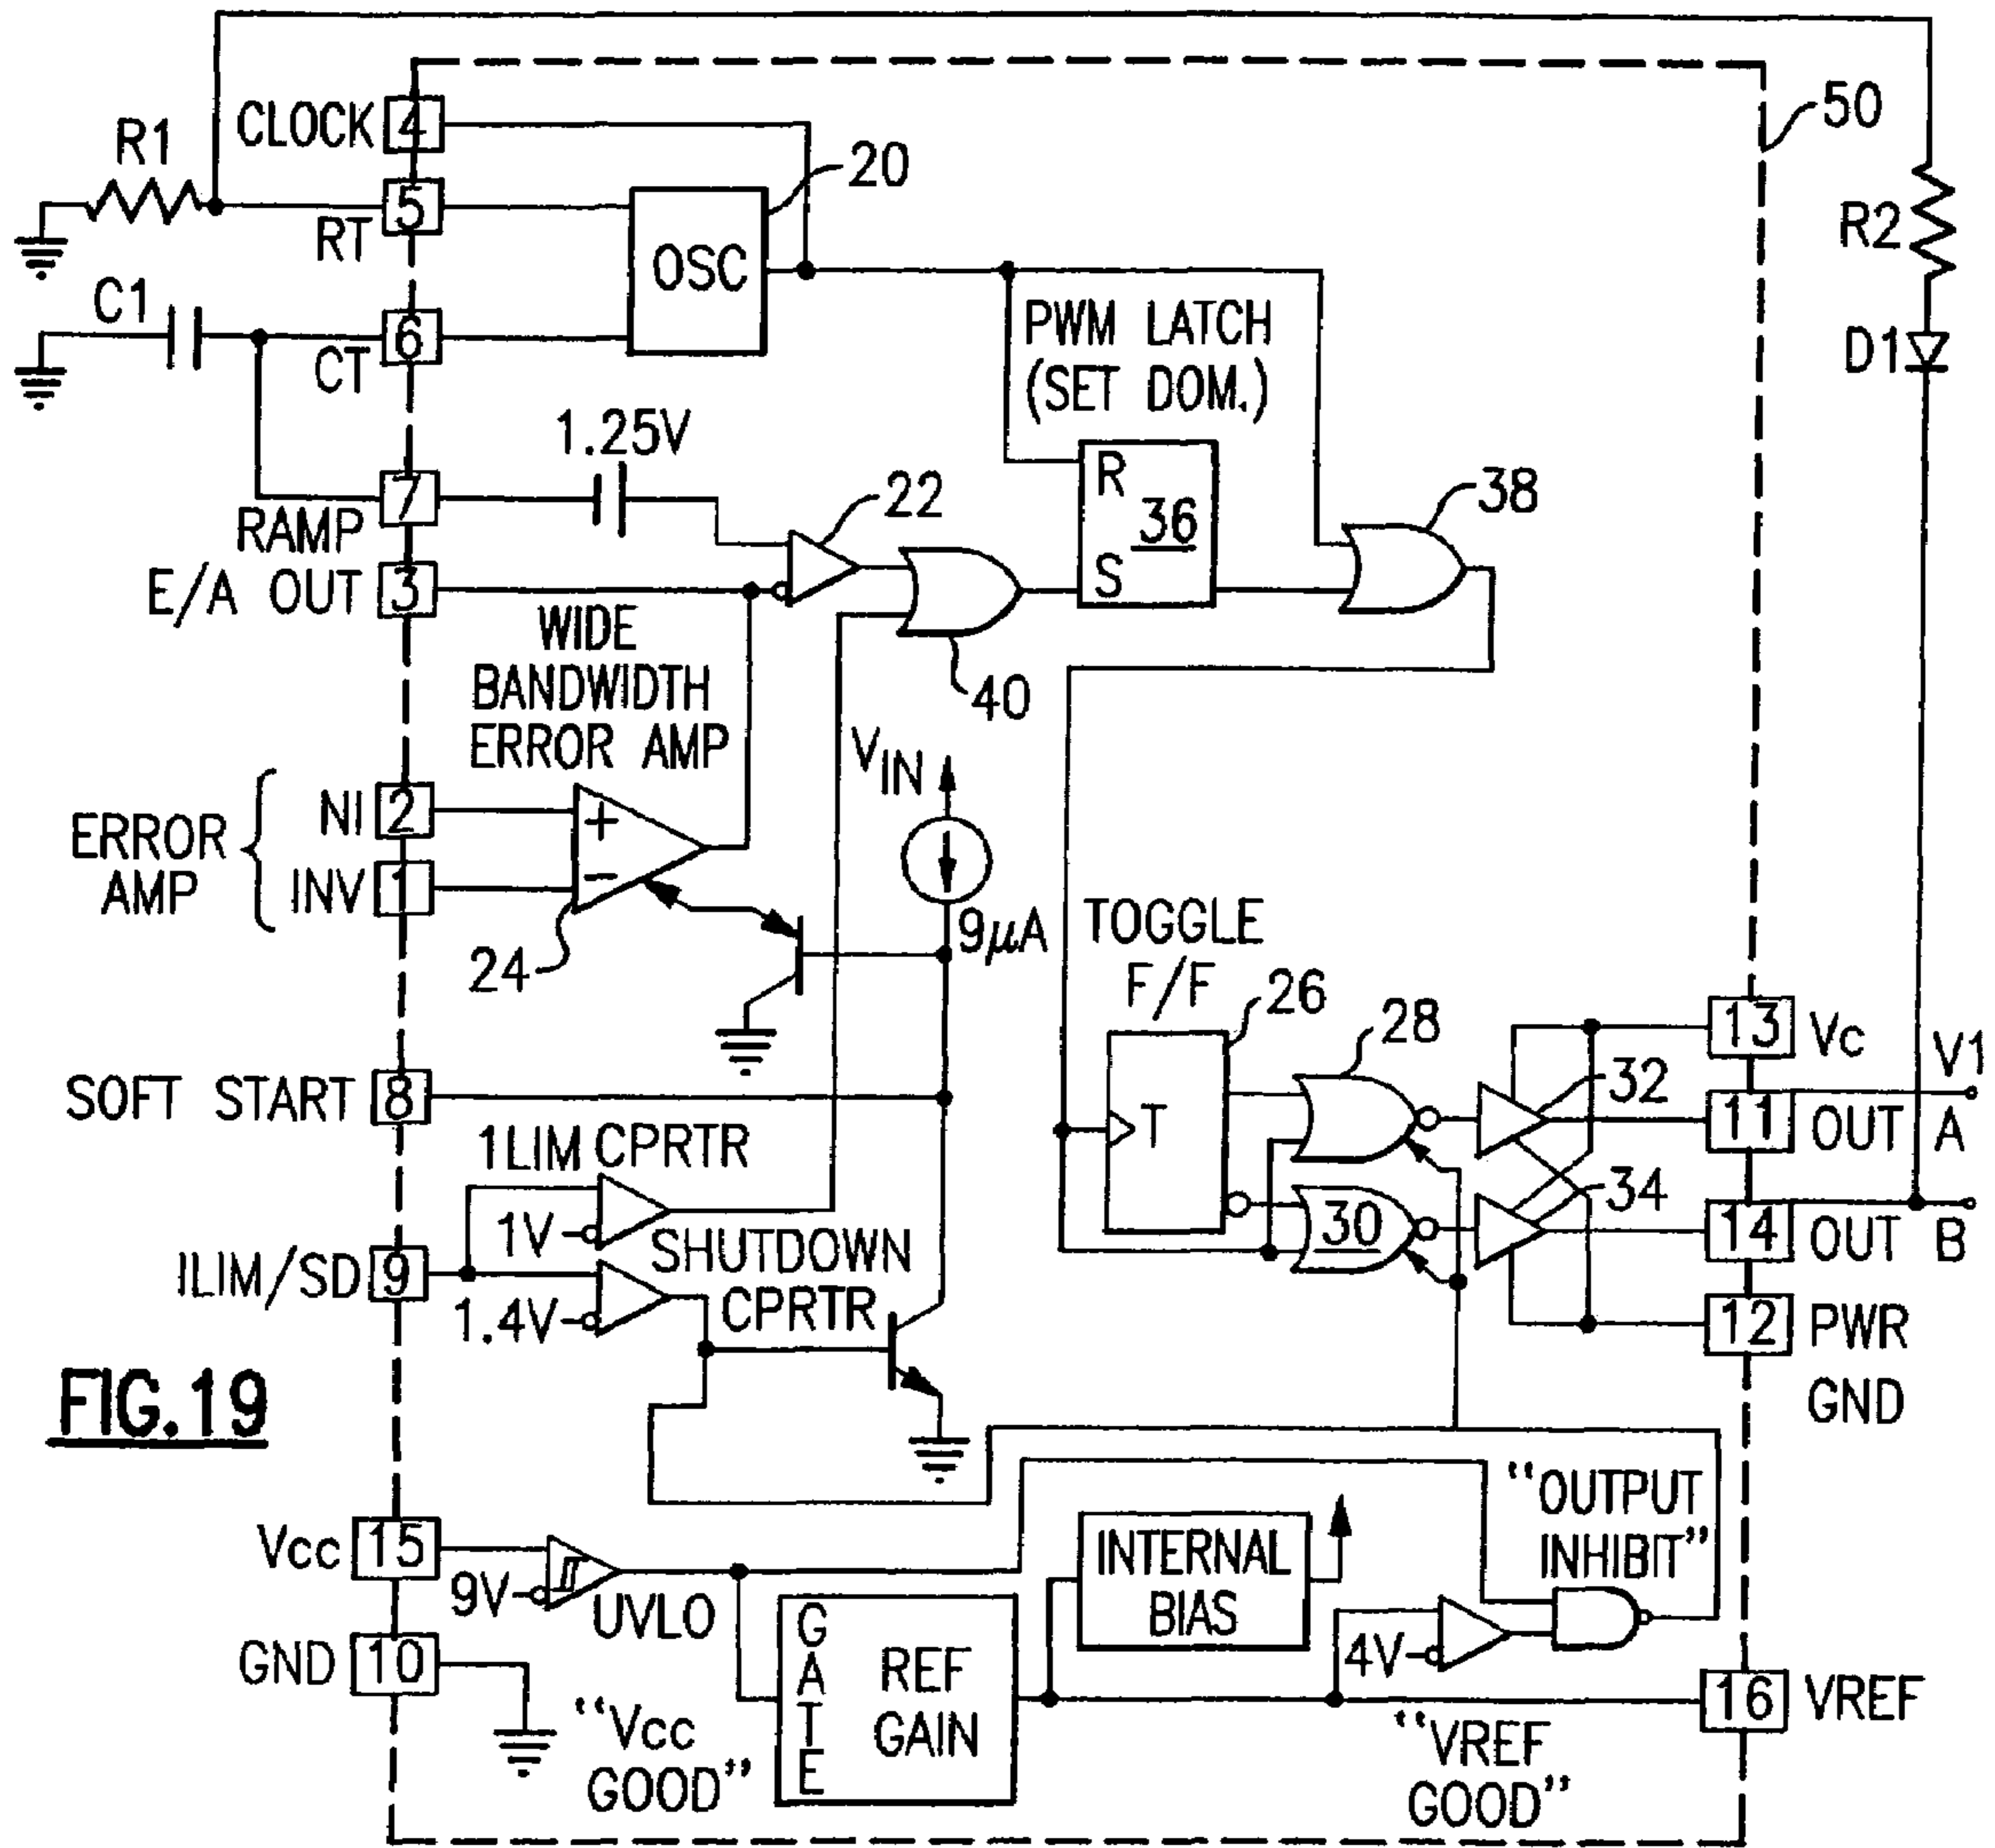 50
CLOCK 4
R1
20
5
RT
OSC
R2
C1
6
CT
PWM LATCH
(SET DOM.)
D1
1.25V
7
RAMP
22
R
36
S
38
E/A OUT 3
40
WIDE
BANDWIDTH
ERROR AMP
VIN
9μA
ERROR
AMP
NI 2
INV 1
+
−
24
TOGGLE
F/F
26
28
T
30
32
34
13 Vc
V1
11 OUT A
14 OUT B
12 PWR
GND
SOFT START 8
1LIM CPRTR
1V
ILIM/SD 9
SHUTDOWN
CPRTR
1.4V
FIG.19
Vcc 15
9V
UVLO
GND 10
"Vcc
GOOD"
GATE
REF
GAIN
INTERNAL
BIAS
"OUTPUT
INHIBIT"
4V
"VREF
GOOD"
16 VREF